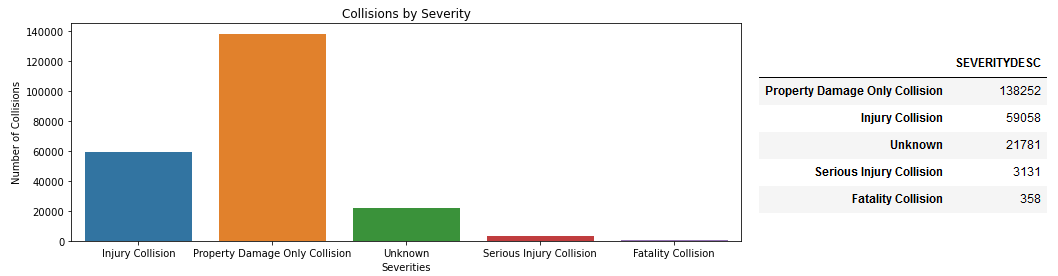 Collisions by Severity
140000
120000
100000
80000
60000
40000
20000
0
Number of Collisions
Injury Collision
Property Damage Only Collision
Unknown
Serious Injury Collision
Fatality Collision
Severities
SEVERITYDESC
Property Damage Only Collision 138252
Injury Collision 59058
Unknown 21781
Serious Injury Collision 3131
Fatality Collision 358